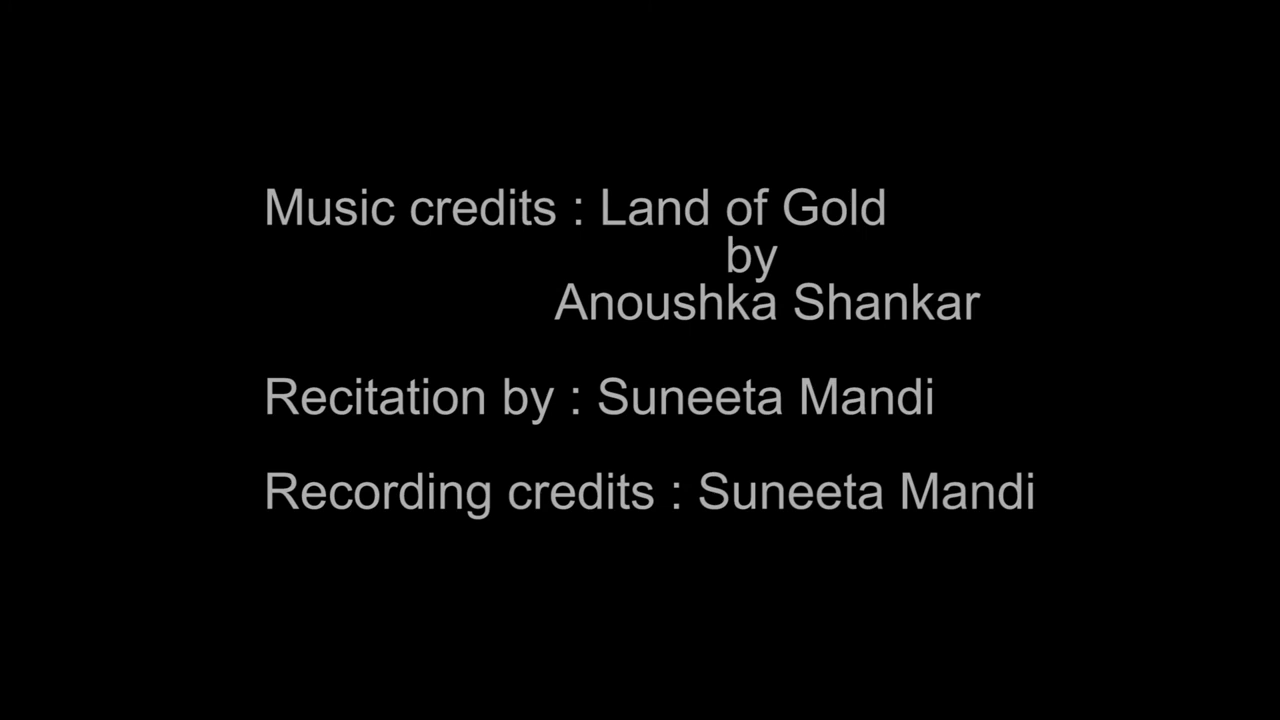 Music credits : Land of Gold
by
Anoushka Shankar
Recitation by : Suneeta Mandi
Recording credits : Suneeta Mandi